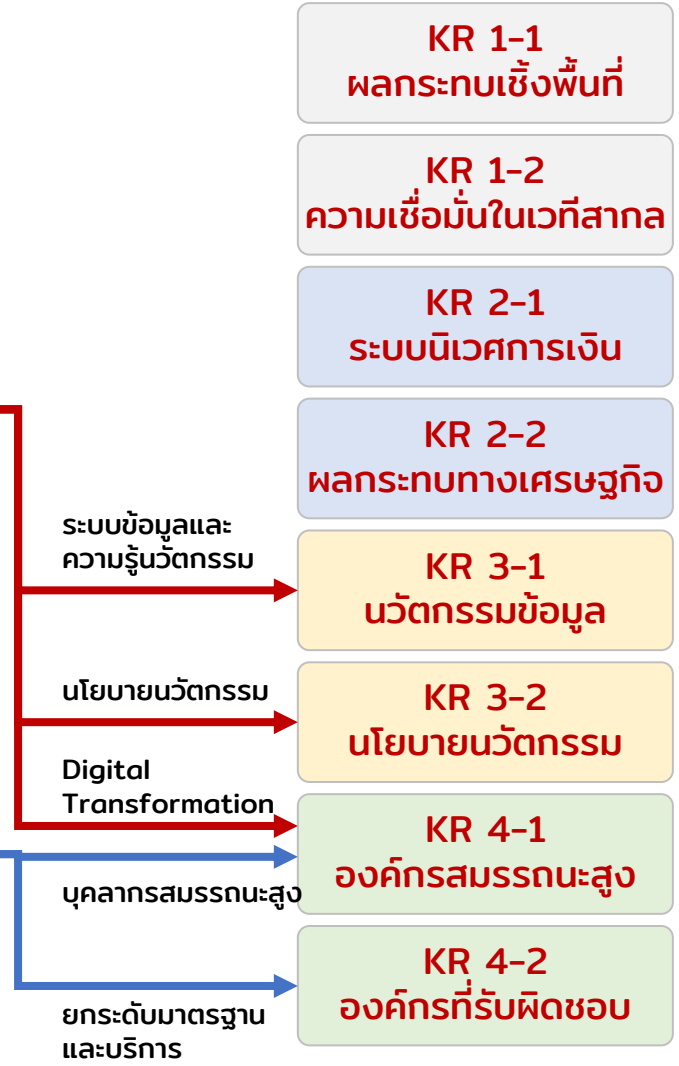 KR 1-1
ผลกระทบเชิ้งพื้นที่
KR 1-2
ความเชื่อมั่นในเวทีสากล
KR 2-1
ระบบนิเวศการเงิน
KR 2-2
ผลกระทบทางเศรษฐกิจ
ระบบข้อมูลและ
ความรู้นวัตกรรม
KR 3-1
นวัตกรรมข้อมูล
นโยบายนวัตกรรม
KR 3-2
นโยบายนวัตกรรม
Digital
Transformation
KR 4-1
องค์กรสมรรถนะสูง
บุคลากรสมรรถนะสูง
KR 4-2
องค์กรที่รับผิดชอบ
ยกระดับมาตรฐาน
และบริการ